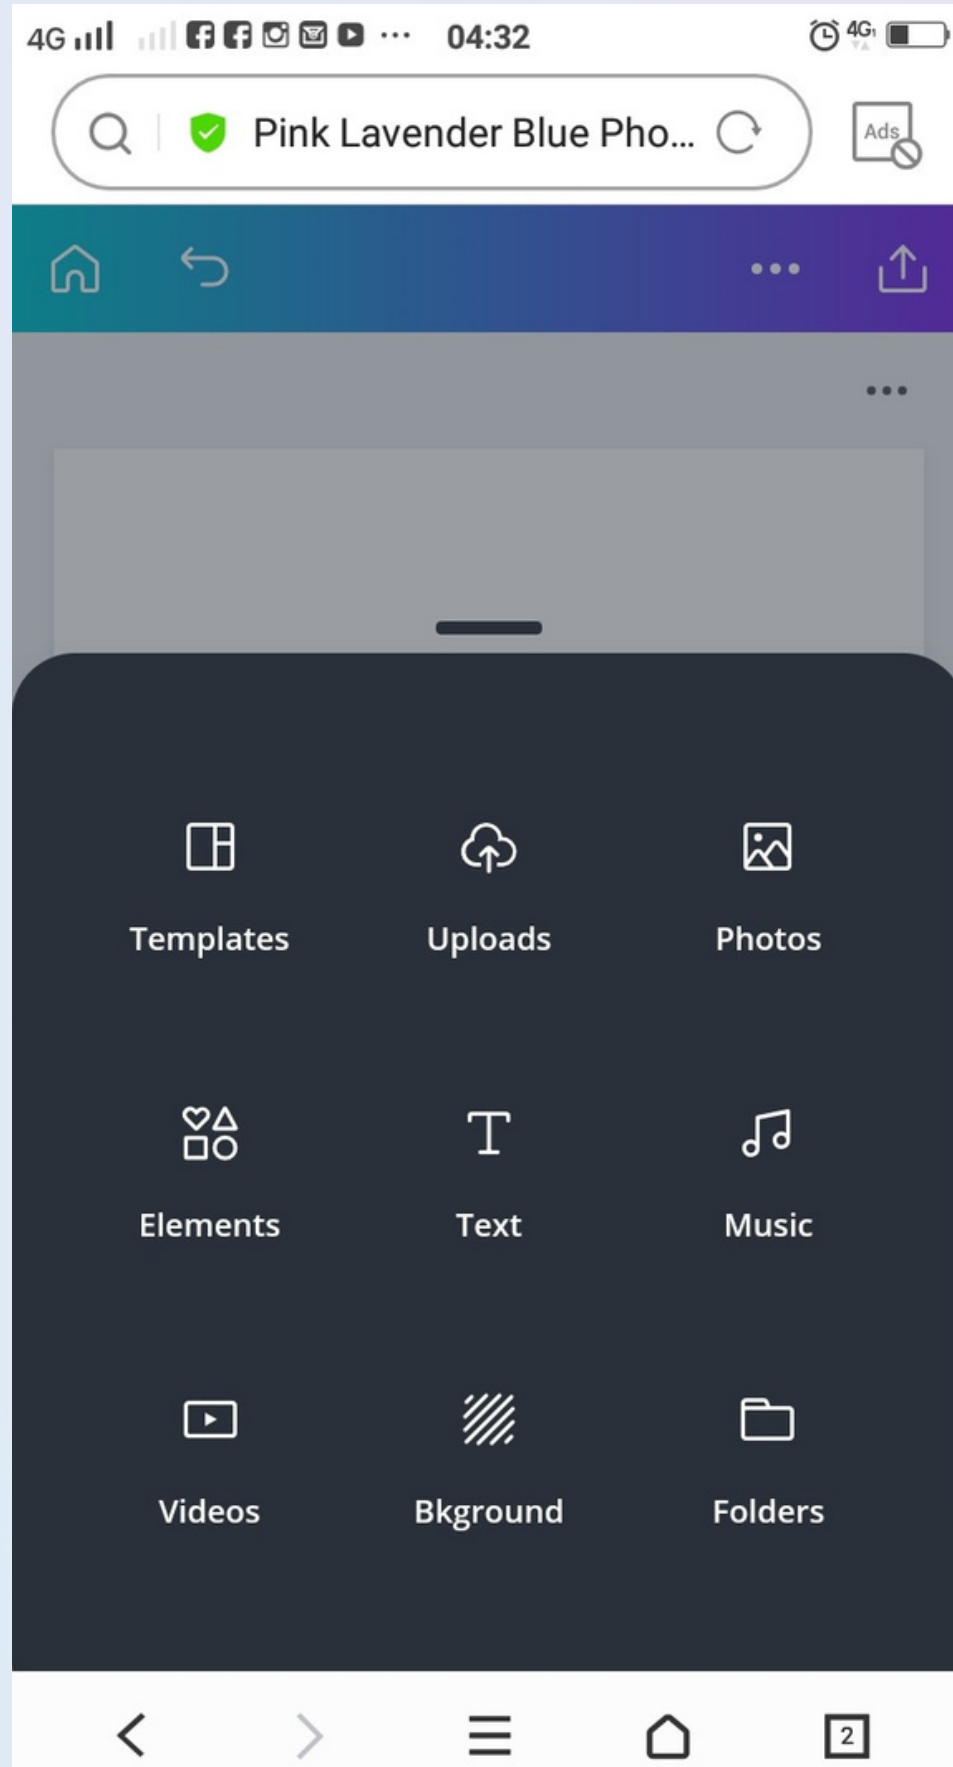 4G 04:32 4G
Pink Lavender Blue Pho... Ads
Templates Uploads Photos
Elements Text Music
Videos Bkground Folders
2